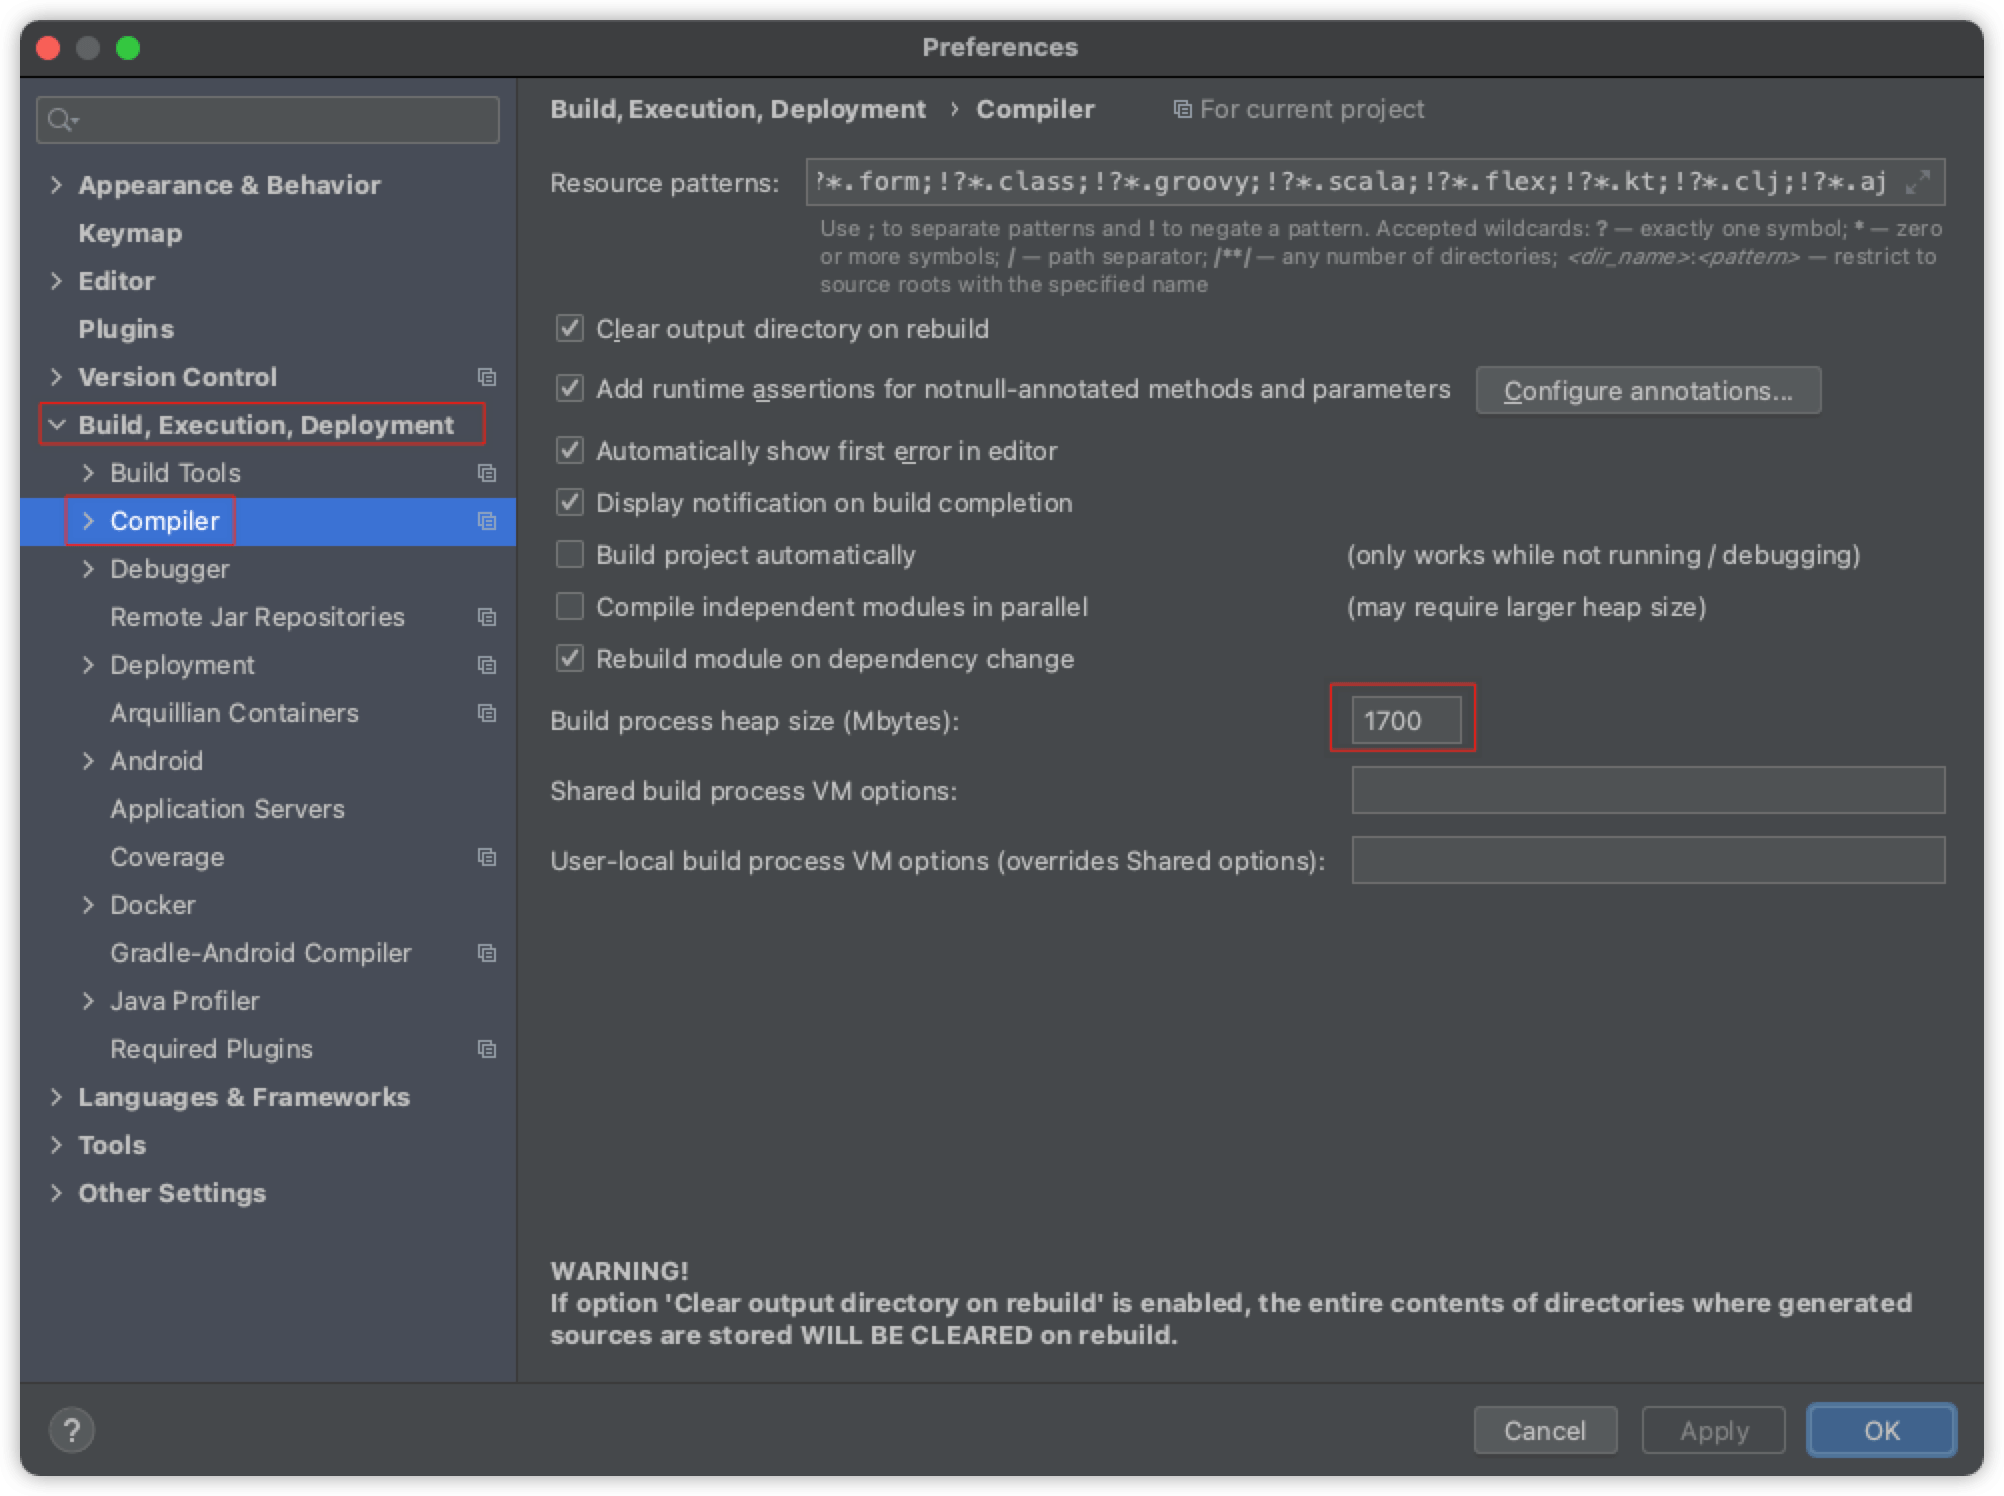 Preferences
Appearance & Behavior
Keymap
Editor
Plugins
Version Control
Build, Execution, Deployment
Build Tools
Compiler
Debugger
Remote Jar Repositories
Deployment
Arquillian Containers
Android
Application Servers
Coverage
Docker
Gradle-Android Compiler
Java Profiler
Required Plugins
Languages & Frameworks
Tools
Other Settings
Build, Execution, Deployment › Compiler For current project
Resource patterns: ?*.form;!?*.class;!?*.groovy;!?*.scala;!?*.flex;!?*.kt;!?*.clj;!?*.aj
Use ; to separate patterns and ! to negate a pattern. Accepted wildcards: ? — exactly one symbol; * — zero
or more symbols; / — path separator; /**/ — any number of directories; <dir_name>:<pattern> — restrict to
source roots with the specified name
Clear output directory on rebuild
Add runtime assertions for notnull-annotated methods and parameters Configure annotations...
Automatically show first error in editor
Display notification on build completion
Build project automatically (only works while not running / debugging)
Compile independent modules in parallel (may require larger heap size)
Rebuild module on dependency change
Build process heap size (Mbytes): 1700
Shared build process VM options:
User-local build process VM options (overrides Shared options):
WARNING!
If option 'Clear output directory on rebuild' is enabled, the entire contents of directories where generated
sources are stored WILL BE CLEARED on rebuild.
? Cancel Apply OK